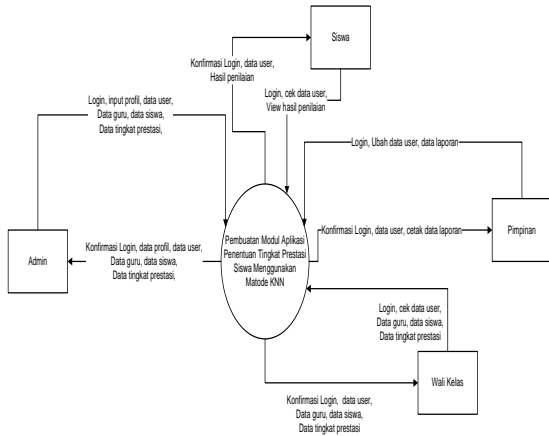 Siswa
Konfirmasi Login, data user,
Hasil penilaian
Login, cek data user,
View hasil penilaian
Login, input profil, data user,
Data guru, data siswa,
Data tingkat prestasi,
Login, Ubah data user, data laporan
Pembuatan Modul Aplikasi
Penentuan Tingkat Prestasi
Siswa Menggunakan
Matode KNN
Konfirmasi Login, data user, cetak data laporan
Pimpinan
Admin
Konfirmasi Login, data profil, data user,
Data guru, data siswa,
Data tingkat prestasi,
Login, cek data user,
Data guru, data siswa,
Data tingkat prestasi
Wali Kelas
Konfirmasi Login, data user,
Data guru, data siswa,
Data tingkat prestasi